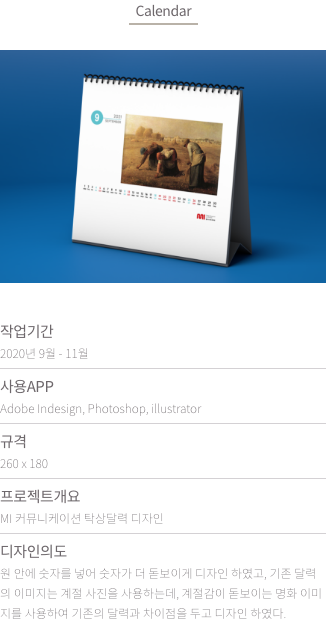 Calendar
9
MI
작업기간
2020년 9월 - 11월
사용APP
Adobe Indesign, Photoshop, illustrator
규격
260 x 180
프로젝트개요
MI 커뮤니케이션 탁상달력 디자인
디자인의도
원 안에 숫자를 넣어 숫자가 더 돋보이게 디자인 하였고, 기존 달력
의 이미지는 계절 사진을 사용하는데, 계절감이 돋보이는 명화 이미
지를 사용하여 기존의 달력과 차이점을 두고 디자인 하였다.